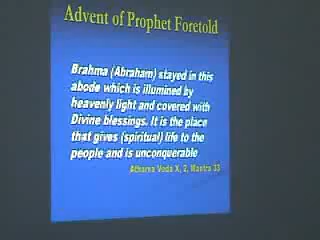 Advent of Prophet Foretold
Brahma (Abraham) stayed in this
abode which is illumined by
heavenly light and covered with
Divine blessings. It is the place
that gives (spiritual) life to the
people and is unconquerable
Atharva Veda X, 2, Mantra 33